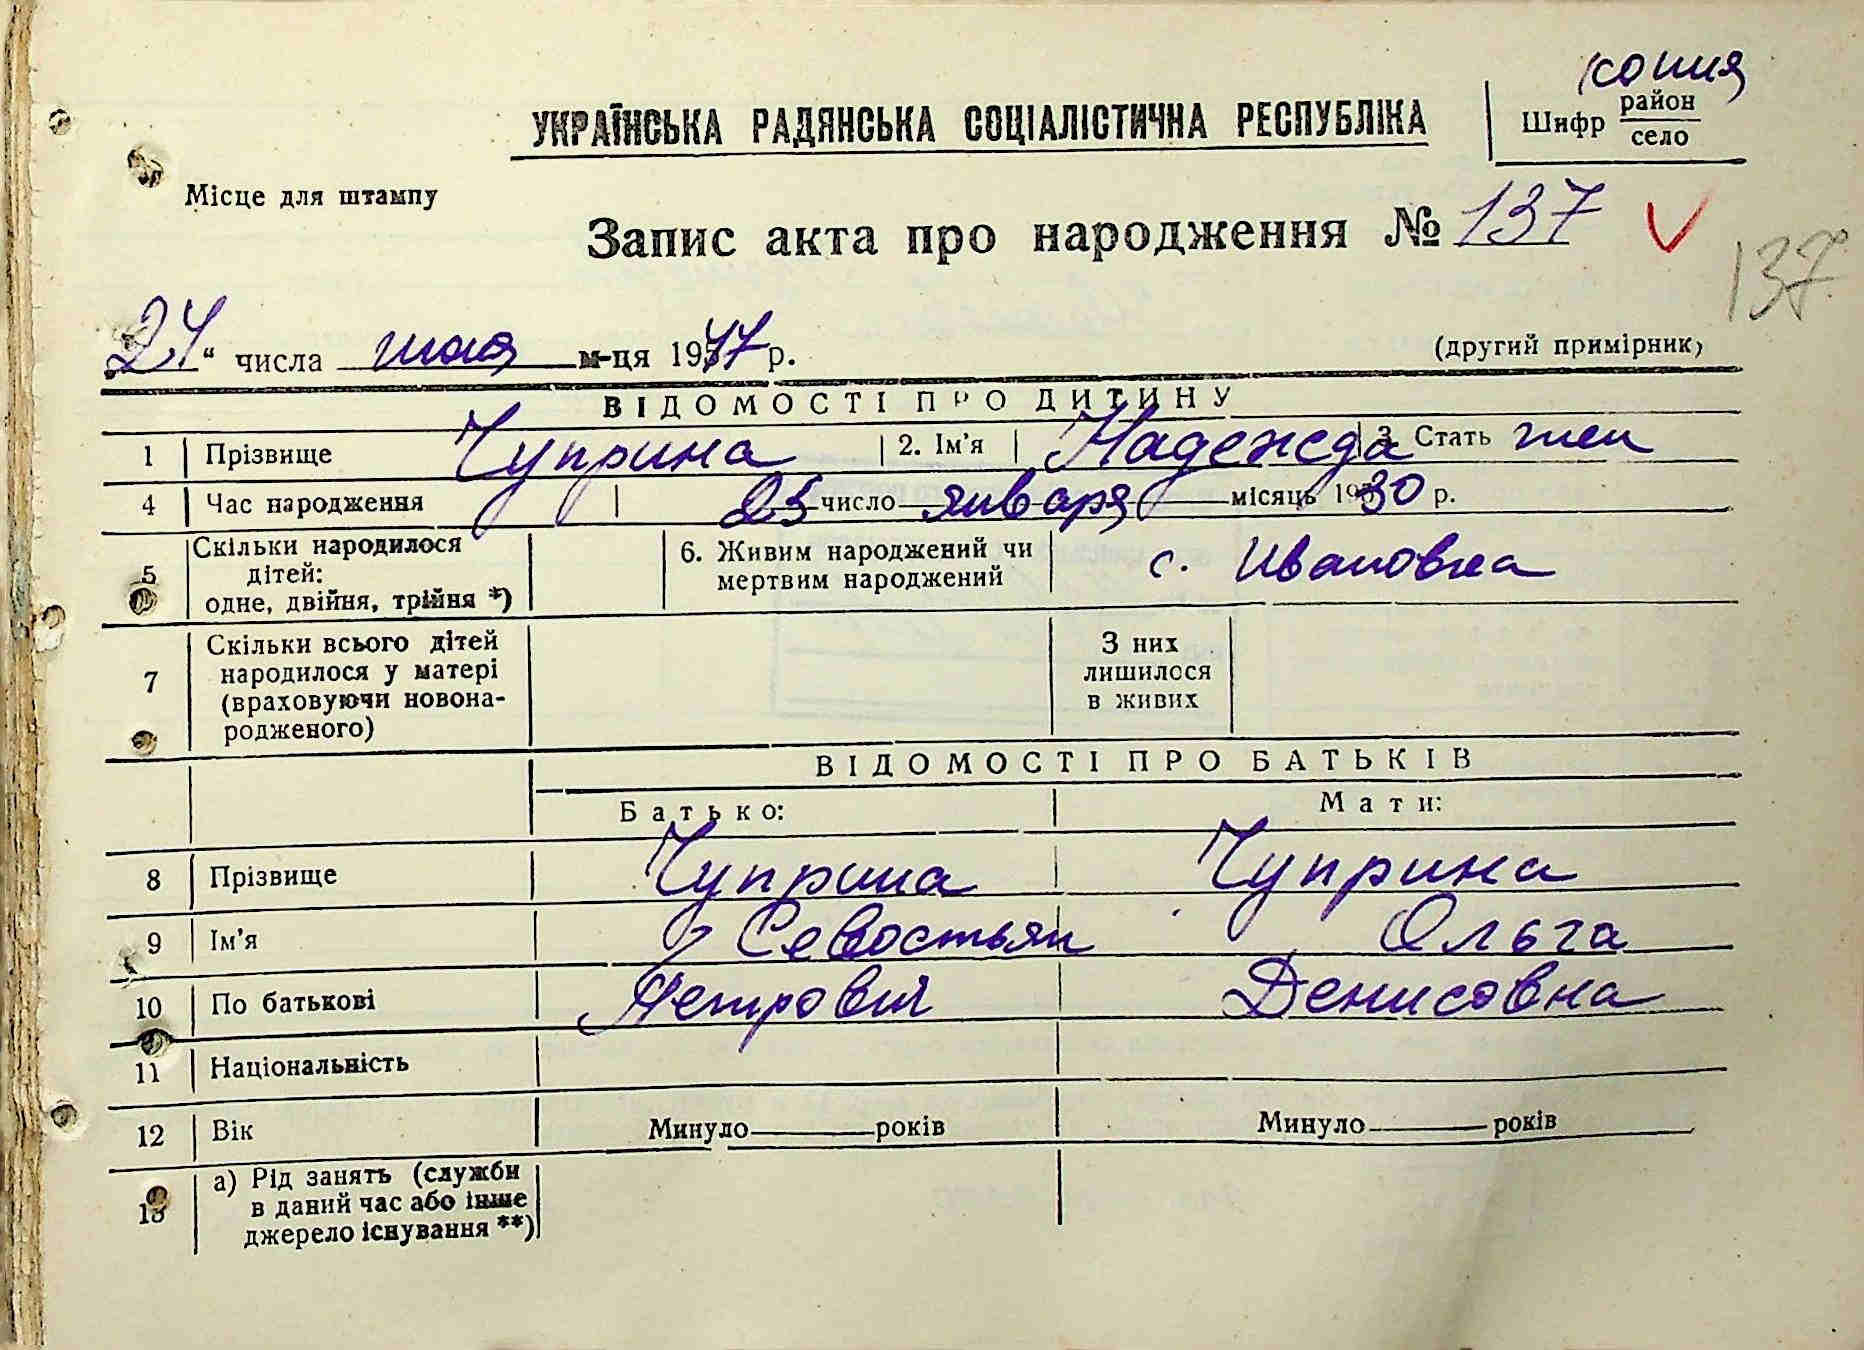 копия
УКРАЇНСЬКА РАДЯНСЬКА СОЦІАЛІСТИЧНА РЕСПУБЛІКА
Шифр район село
Місце для штампу
Запис акта про народження № 137
137
24 " числа мая м-ця 1977 р.
(другий примірник)
ВІДОМОСТІ ПРО ДИТИНУ
1 Прізвище Чуприна 2. Ім'я Надежда 3. Стать жен
4 Час народження 25 число января місяць 1930 р.
5 Скільки народилося дітей: одне, двійня, трійня *) 6. Живим народжений чи мертвим народжений с. Ивановка
7 Скільки всього дітей народилося у матері (враховуючи новонародженого) З них лишилося в живих
ВІДОМОСТІ ПРО БАТЬКІВ
Батько: Мати:
8 Прізвище Чуприна Чуприна
9 Ім'я Севостьян Ольга
10 По батькові Петрович Денисовна
11 Національність
12 Вік Минуло року Минуло років
13 а) Рід занять (служби в даний час або інше джерело існування **)